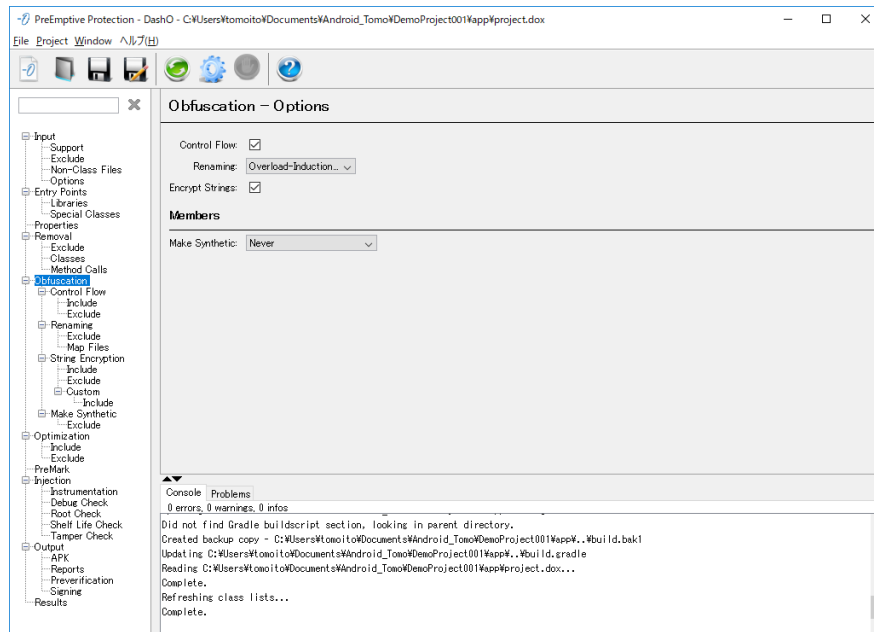 PreEmptive Protection - DashO - C:¥Users¥tomoito¥Documents¥Android_Tomo¥DemoProject001¥app¥project.dox
File Project Window ヘルプ(H)
Input
Support
Exclude
Non-Class Files
Options
Entry Points
Libraries
Special Classes
Properties
Removal
Exclude
Classes
Method Calls
Obfuscation
Control Flow
Include
Exclude
Renaming
Exclude
Map Files
String Encryption
Include
Exclude
Custom
Include
Make Synthetic
Exclude
Optimization
Include
Exclude
PreMark
Injection
Instrumentation
Debug Check
Root Check
Shelf Life Check
Tamper Check
Output
APK
Reports
Preverification
Signing
Results
Obfuscation - Options
Control Flow:
Renaming: Overload-Induction...
Encrypt Strings:
Members
Make Synthetic: Never
Console Problems
0 errors, 0 warnings, 0 infos
Did not find Gradle buildscript section, looking in parent directory.
Created backup copy - C:¥Users¥tomoito¥Documents¥Android_Tomo¥DemoProject001¥app¥..¥build.bak1
Updating C:¥Users¥tomoito¥Documents¥Android_Tomo¥DemoProject001¥app¥..¥build.gradle
Reading C:¥Users¥tomoito¥Documents¥Android_Tomo¥DemoProject001¥app¥project.dox...
Complete.
Refreshing class lists...
Complete.